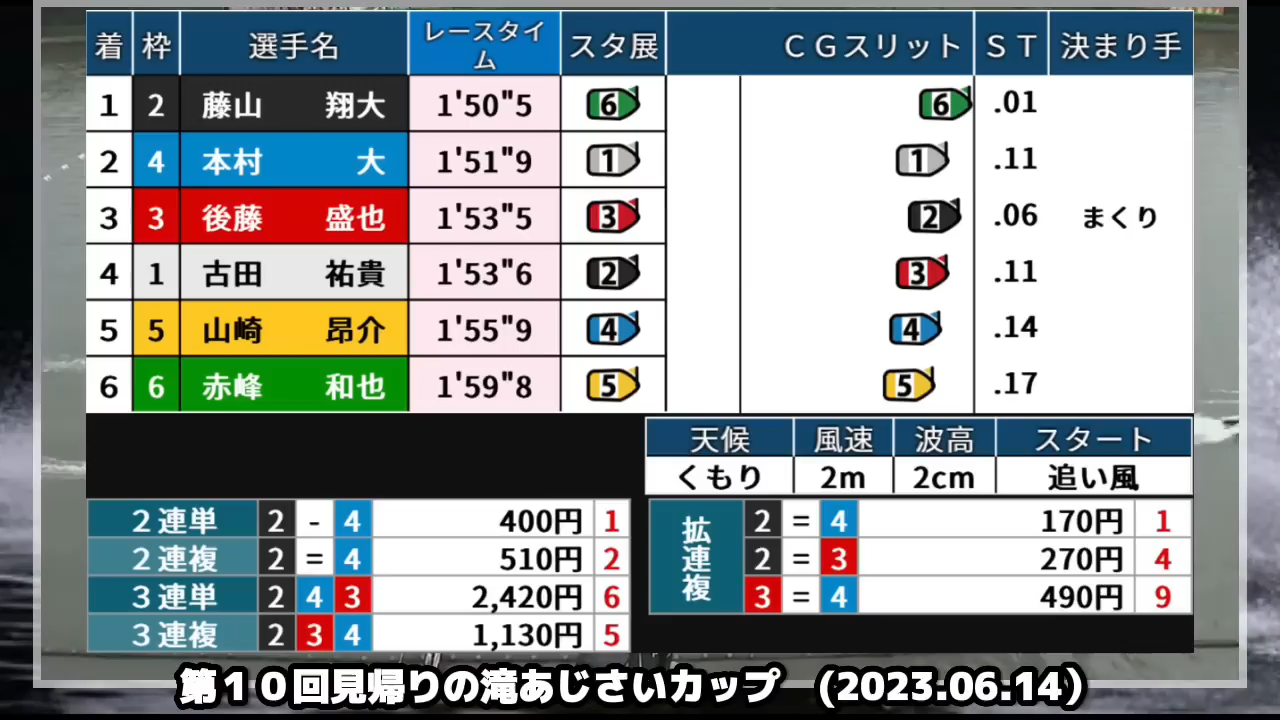 着 枠 選手名 レースタイム スタ展 CGスリット ST 決まり手
1 2 藤山 翔大 1'50"5 6 6 .01
2 4 本村 大 1'51"9 1 1 .11
3 3 後藤 盛也 1'53"5 3 2 .06 まくり
4 1 古田 祐貴 1'53"6 2 3 .11
5 5 山崎 昂介 1'55"9 4 4 .14
6 6 赤峰 和也 1'59"8 5 5 .17
天候 風速 波高 スタート
くもり 2m 2cm 追い風
2連単 2 - 4 400円 1
2連複 2 = 4 510円 2
3連単 2 4 3 2,420円 6
3連複 2 3 4 1,130円 5
拡連複 2 = 4 170円 1
2 = 3 270円 4
3 = 4 490円 9
第10回見帰りの滝あじさいカップ (2023.06.14)